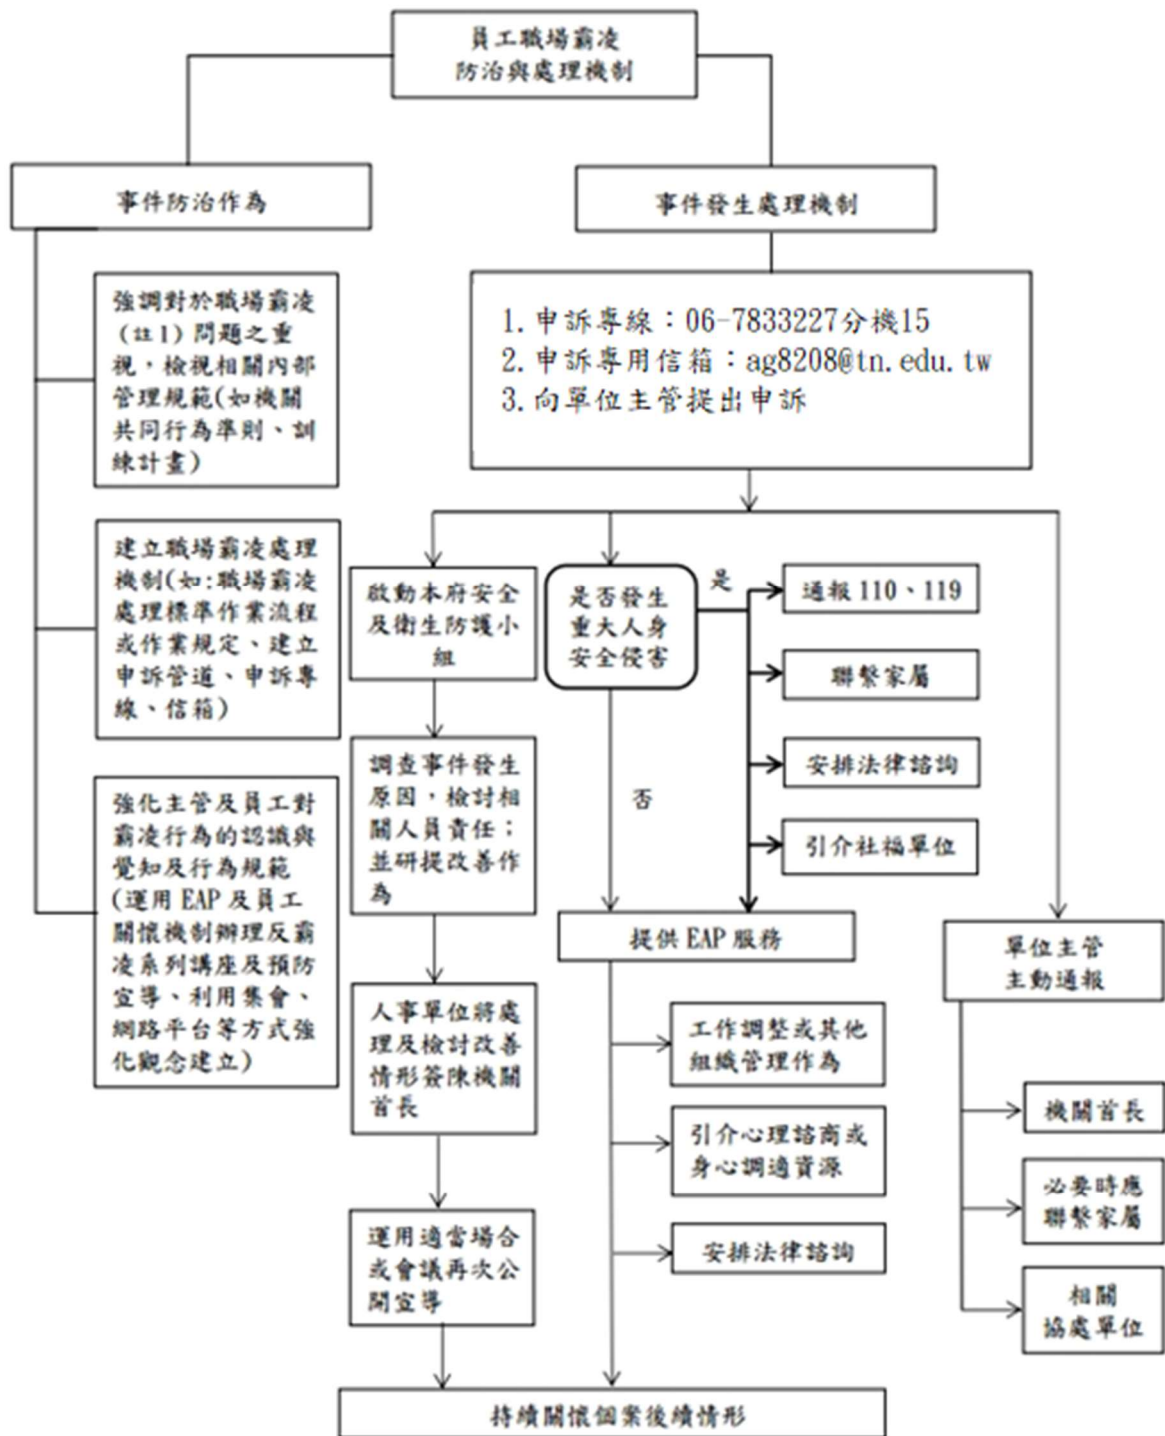 員工職場霸凌
防治與處理機制
事件防治作為
事件發生處理機制
強調對於職場霸凌
(註1)問題之重
視，檢視相關內部
管理規範(如機關
共同行為準則、訓
練計畫)
建立職場霸凌處理
機制(如:職場霸凌
處理標準作業流程
或作業規定、建立
申訴管道、申訴專
線、信箱)
強化主管及員工對
霸凌行為的認識與
覺知及行為規範
(運用 EAP 及員工
關懷機制辦理反霸
凌系列講座及預防
宣導、利用集會、
網路平台等方式強
化觀念建立)
1.申訴專線：06-7833227分機15
2.申訴專用信箱：ag8208@tn.edu.tw
3.向單位主管提出申訴
啟動本府安全
及衛生防護小
組
調查事件發生
原因，檢討相
關人員責任；
並研提改善作
為
人事單位將處
理及檢討改善
情形簽陳機關
首長
運用適當場合
或會議再次公
開宣導
是否發生
重大人身
安全侵害
是
否
通報 110、119
聯繫家屬
安排法律諮詢
引介社福單位
提供 EAP 服務
工作調整或其他
組織管理作為
引介心理諮商或
身心調適資源
安排法律諮詢
單位主管
主動通報
機關首長
必要時應
聯繫家屬
相關
協處單位
持續關懷個案後續情形